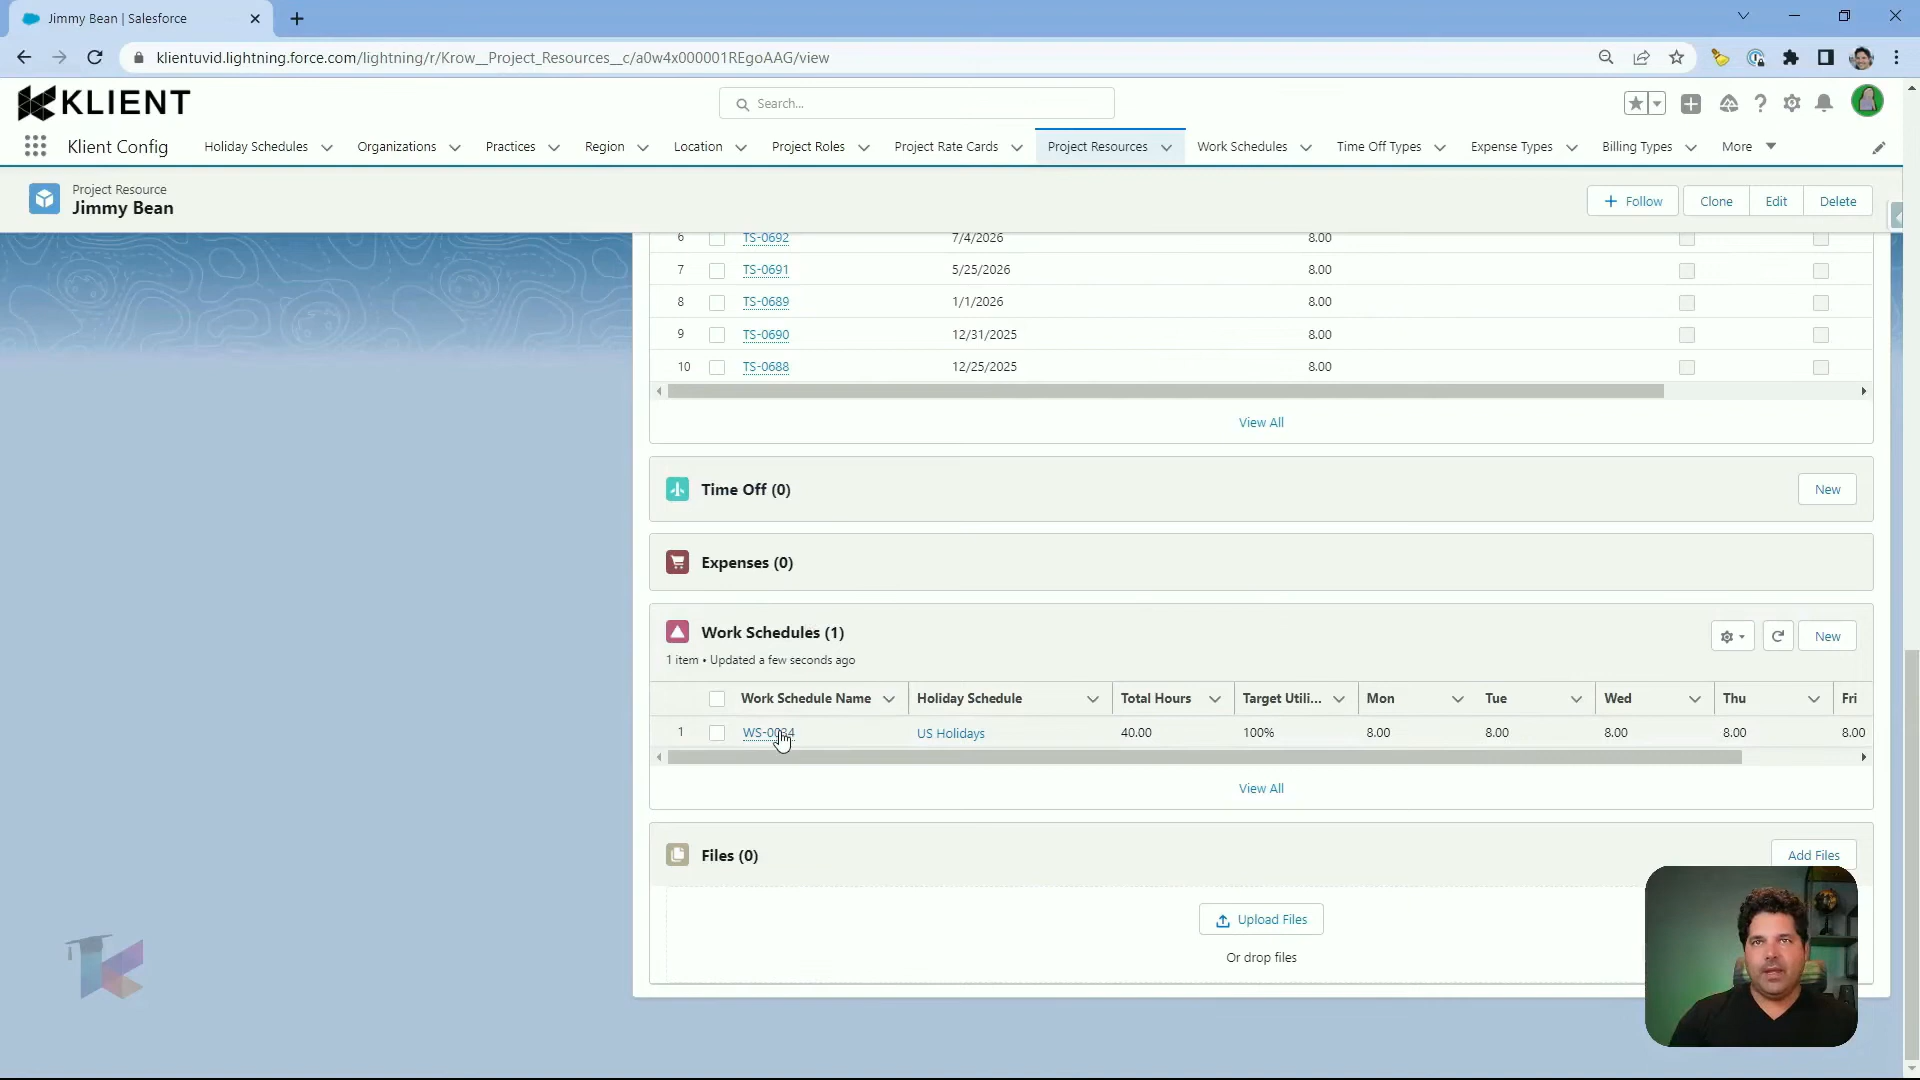 Jimmy Bean | Salesforce
klientuvid.lightning.force.com/lightning/r/Krow__Project_Resources__c/a0w4x000001REgoAAG/view
KLIENT
Search...
Klient Config
Holiday Schedules
Organizations
Practices
Region
Location
Project Roles
Project Rate Cards
Project Resources
Work Schedules
Time Off Types
Expense Types
Billing Types
More
Project Resource
Jimmy Bean
Follow
Clone
Edit
Delete
6 TS-0692 7/4/2026 8.00
7 TS-0691 5/25/2026 8.00
8 TS-0689 1/1/2026 8.00
9 TS-0690 12/31/2025 8.00
10 TS-0688 12/25/2025 8.00
View All
Time Off (0)
New
Expenses (0)
Work Schedules (1)
1 item • Updated a few seconds ago
New
Work Schedule Name Holiday Schedule Total Hours Target Utili... Mon Tue Wed Thu Fri
1 WS-0034 US Holidays 40.00 100% 8.00 8.00 8.00 8.00 8.00
View All
Files (0)
Add Files
Upload Files
Or drop files